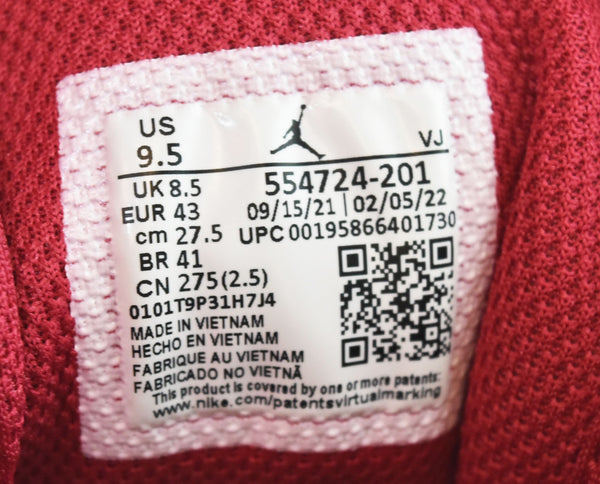 US
9.5
VJ
UK 8.5
554724-201
EUR 43
09/15/21 | 02/05/22
cm 27.5
UPC 00195866401730
BR 41
CN 275(2.5)
0101T9P31H7J4
MADE IN VIETNAM
HECHO EN VIETNAM
FABRIQUE AU VIETNAM
FABRICADO NO VIETNÃ
This product is covered by one or more patents:
www.nike.com/patentsvirtualmarking